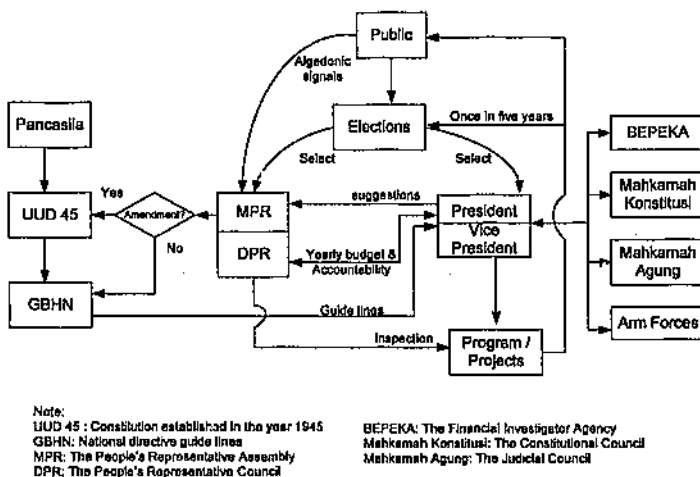 Public
Algedonic
signals
Once in five years
Pancasila
Elections
BEPEKA
Select
Select
Yes
suggestions
Mahkamah
Konstitusi
UUD 45
Amendment?
MPR
President
Vice
President
No
DPR
Yearly budget &
Accountability
Mahkamah
Agung
GBHN
Guide lines
Inspection
Program /
Projects
Arm Forces
Note:
UUD 45 : Constitution established in the year 1945
GBHN: National directive guide lines
MPR: The People's Representative Assembly
DPR: The People's Representative Council
BEPEKA: The Financial Investigator Agency
Mahkamah Konstitusi: The Constitutional Council
Mahkamah Agung: The Judicial Council